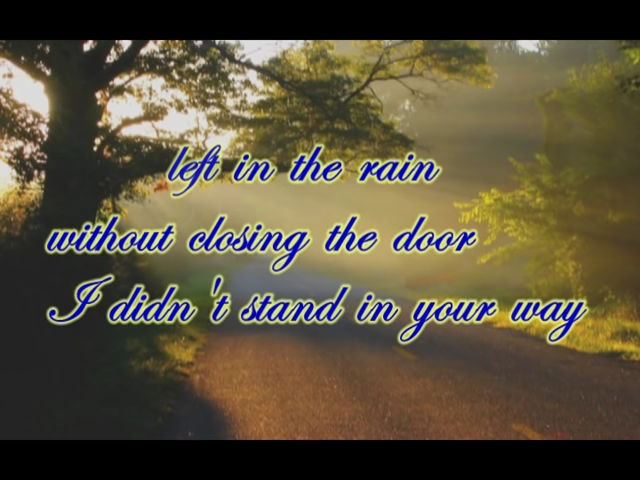 left in the rain
without closing the door
I didn't stand in your way